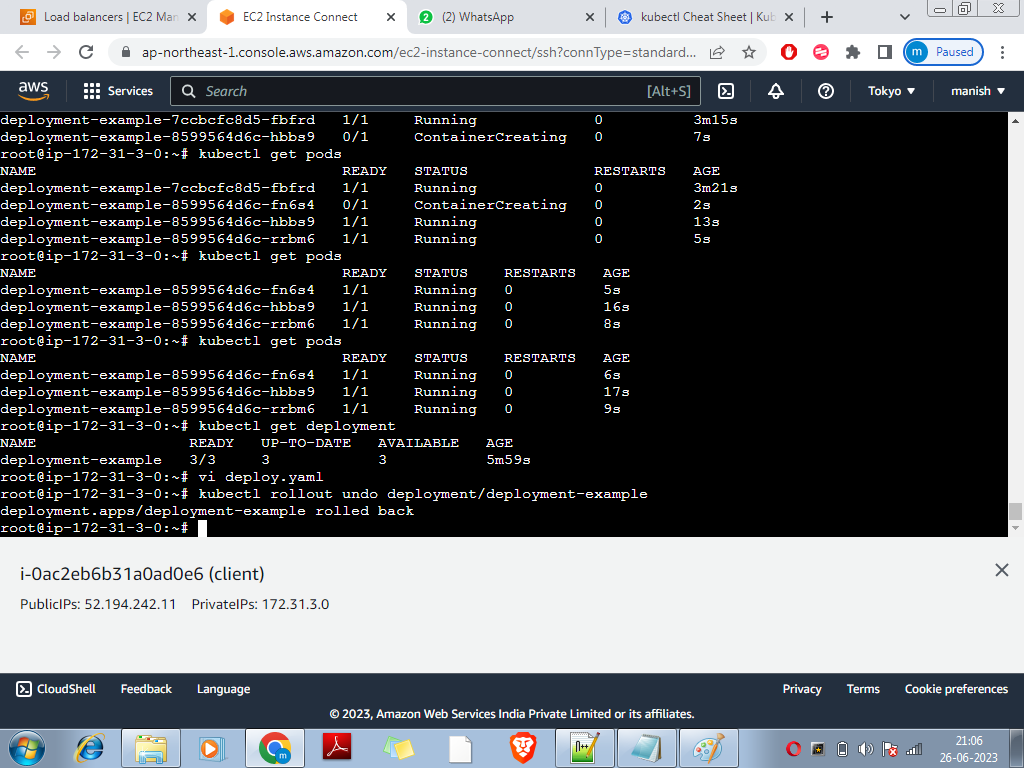 Load balancers | EC2 Man
EC2 Instance Connect
(2) WhatsApp
kubectl Cheat Sheet | Kub
ap-northeast-1.console.aws.amazon.com/ec2-instance-connect/ssh?connType=standard...
m Paused
aws
Services
Search
[Alt+S]
Tokyo
manish
deployment-example-7ccbcfc8d5-fbfrd 1/1 Running 0 3m15s
deployment-example-8599564d6c-hbbs9 0/1 ContainerCreating 0 7s
root@ip-172-31-3-0:~# kubectl get pods
NAME READY STATUS RESTARTS AGE
deployment-example-7ccbcfc8d5-fbfrd 1/1 Running 0 3m21s
deployment-example-8599564d6c-fn6s4 0/1 ContainerCreating 0 2s
deployment-example-8599564d6c-hbbs9 1/1 Running 0 13s
deployment-example-8599564d6c-rrbm6 1/1 Running 0 5s
root@ip-172-31-3-0:~# kubectl get pods
NAME READY STATUS RESTARTS AGE
deployment-example-8599564d6c-fn6s4 1/1 Running 0 5s
deployment-example-8599564d6c-hbbs9 1/1 Running 0 16s
deployment-example-8599564d6c-rrbm6 1/1 Running 0 8s
root@ip-172-31-3-0:~# kubectl get pods
NAME READY STATUS RESTARTS AGE
deployment-example-8599564d6c-fn6s4 1/1 Running 0 6s
deployment-example-8599564d6c-hbbs9 1/1 Running 0 17s
deployment-example-8599564d6c-rrbm6 1/1 Running 0 9s
root@ip-172-31-3-0:~# kubectl get deployment
NAME READY UP-TO-DATE AVAILABLE AGE
deployment-example 3/3 3 3 5m59s
root@ip-172-31-3-0:~# vi deploy.yaml
root@ip-172-31-3-0:~# kubectl rollout undo deployment/deployment-example
deployment.apps/deployment-example rolled back
root@ip-172-31-3-0:~#
i-0ac2eb6b31a0ad0e6 (client)
PublicIPs: 52.194.242.11 PrivateIPs: 172.31.3.0
CloudShell
Feedback
Language
Privacy
Terms
Cookie preferences
© 2023, Amazon Web Services India Private Limited or its affiliates.
21:06
26-06-2023